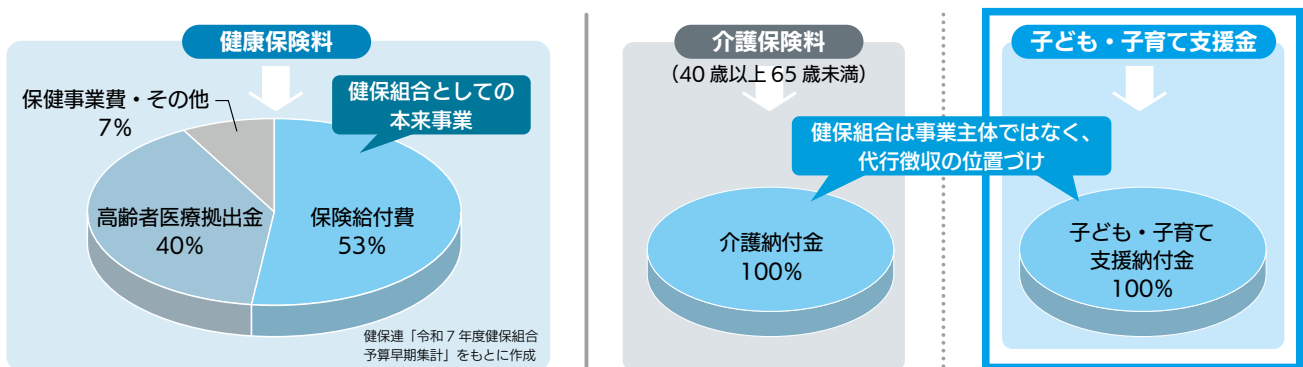 健康保険料
保健事業費・その他
7%
健保組合としての
本来事業
高齢者医療拠出金
40%
保険給付費
53%
健保連「令和7年度健保組合
予算早期集計」をもとに作成
介護保険料
（40歳以上65歳未満）
健保組合は事業主体ではなく、
代行徴収の位置づけ
介護納付金
100%
子ども・子育て支援金
子ども・子育て
支援納付金
100%